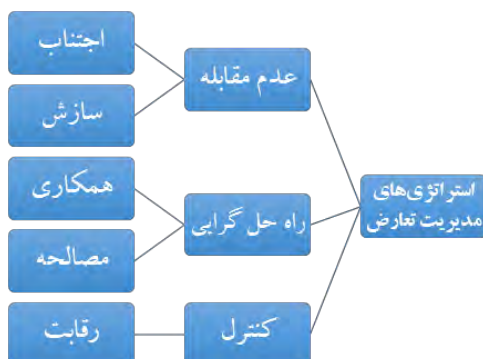 استراتژی‌های
مدیریت تعارض
عدم مقابله
اجتناب
سازش
راه حل گرایی
همکاری
مصالحه
کنترل
رقابت